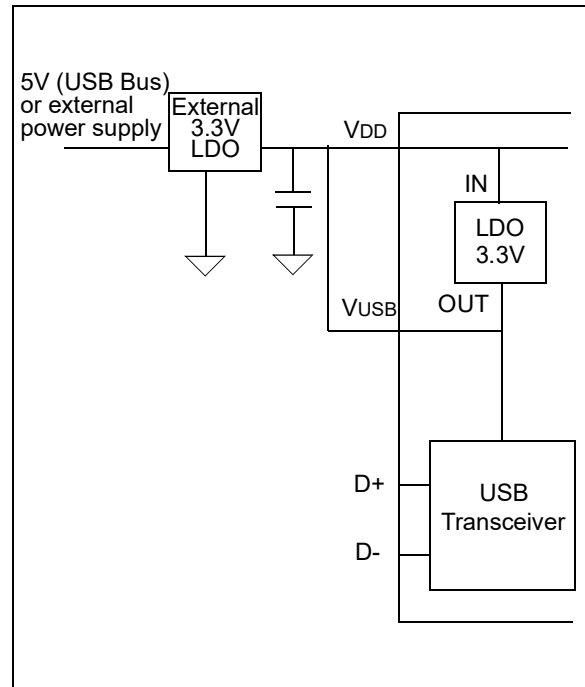 5V (USB Bus)
or external
power supply
External
3.3V
LDO
VDD
IN
LDO
3.3V
OUT
VUSB
D+
D-
USB
Transceiver